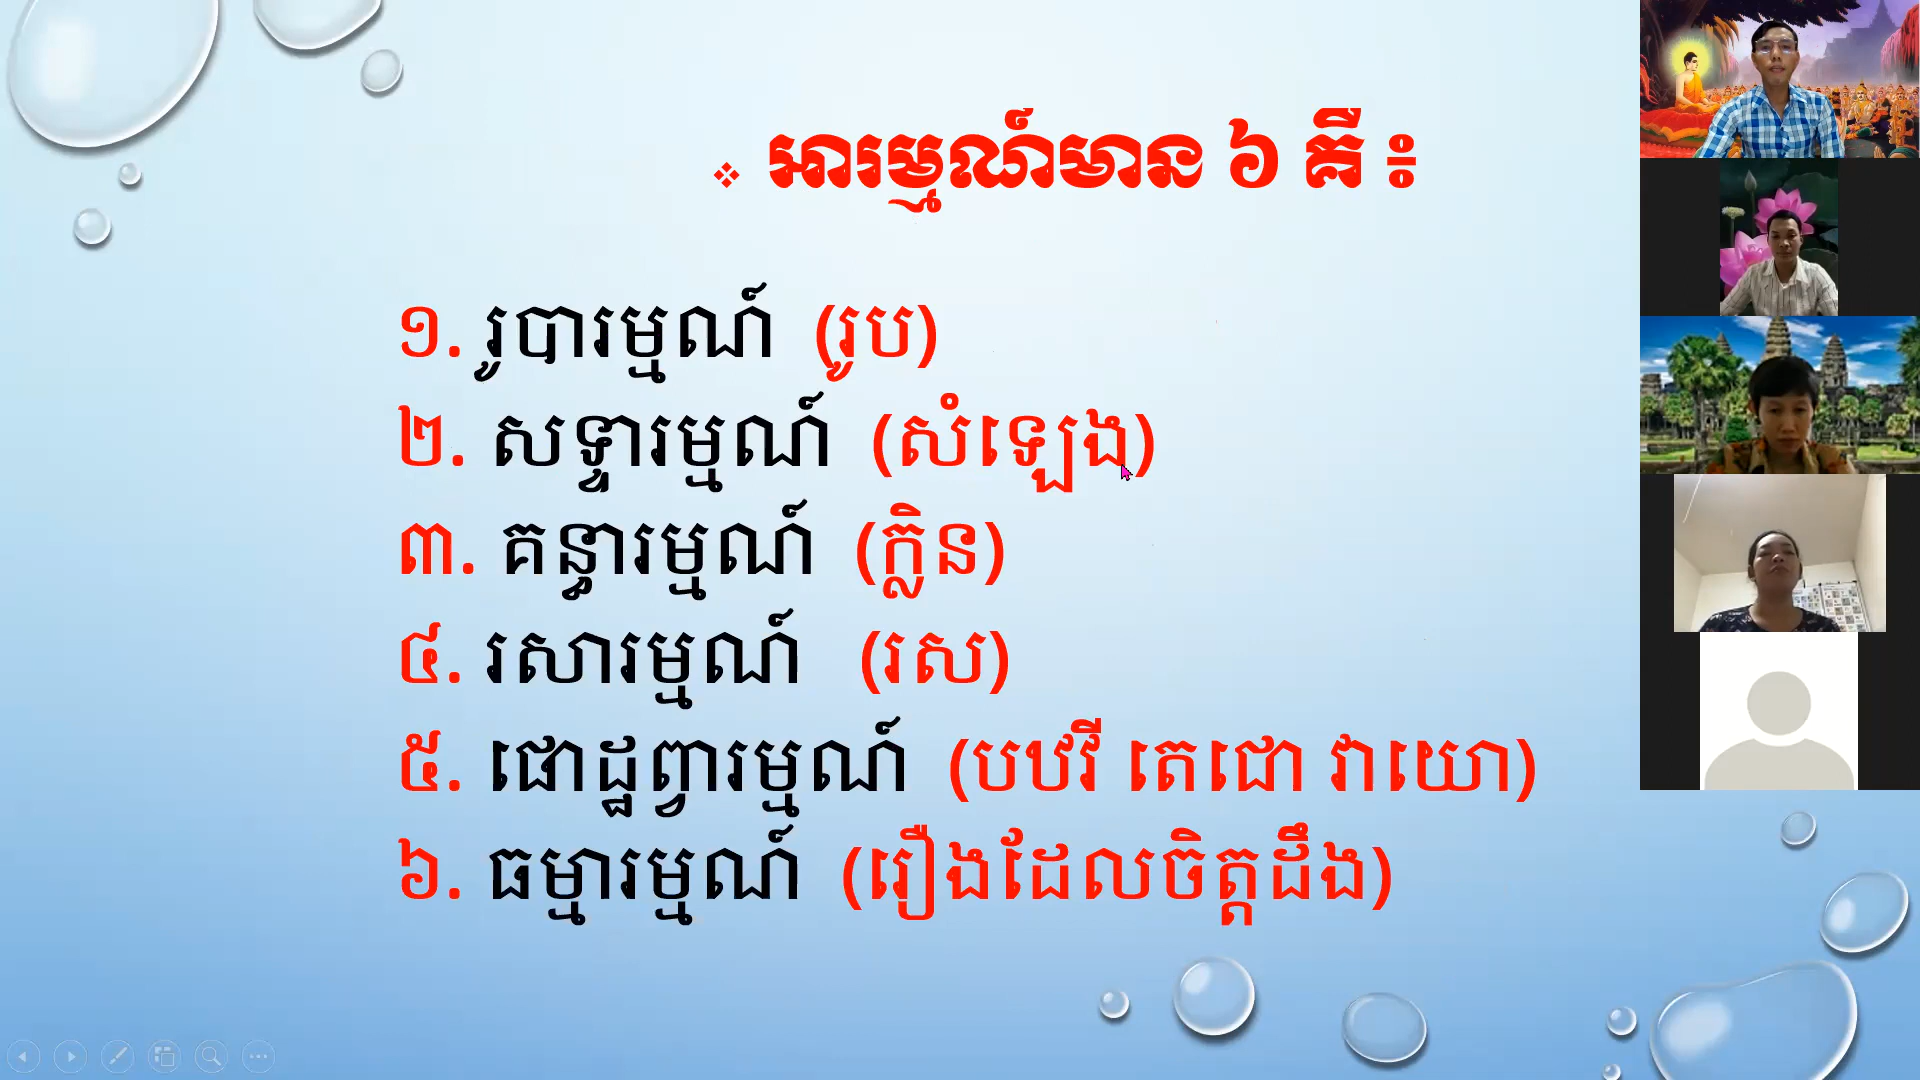 ❖ អារម្មណ៍មាន ៦ គឺ ៖
១. រូបារម្មណ៍ (រូប)
២. សទ្ទារម្មណ៍ (សំឡេង)
៣. គន្ធារម្មណ៍ (ក្លិន)
៤. រសារម្មណ៍ (រស)
៥. ផោដ្ឋព្វារម្មណ៍ (បឋវី តេជោ វាយោ)
៦. ធម្មារម្មណ៍ (រឿងដែលចិត្តដឹង)